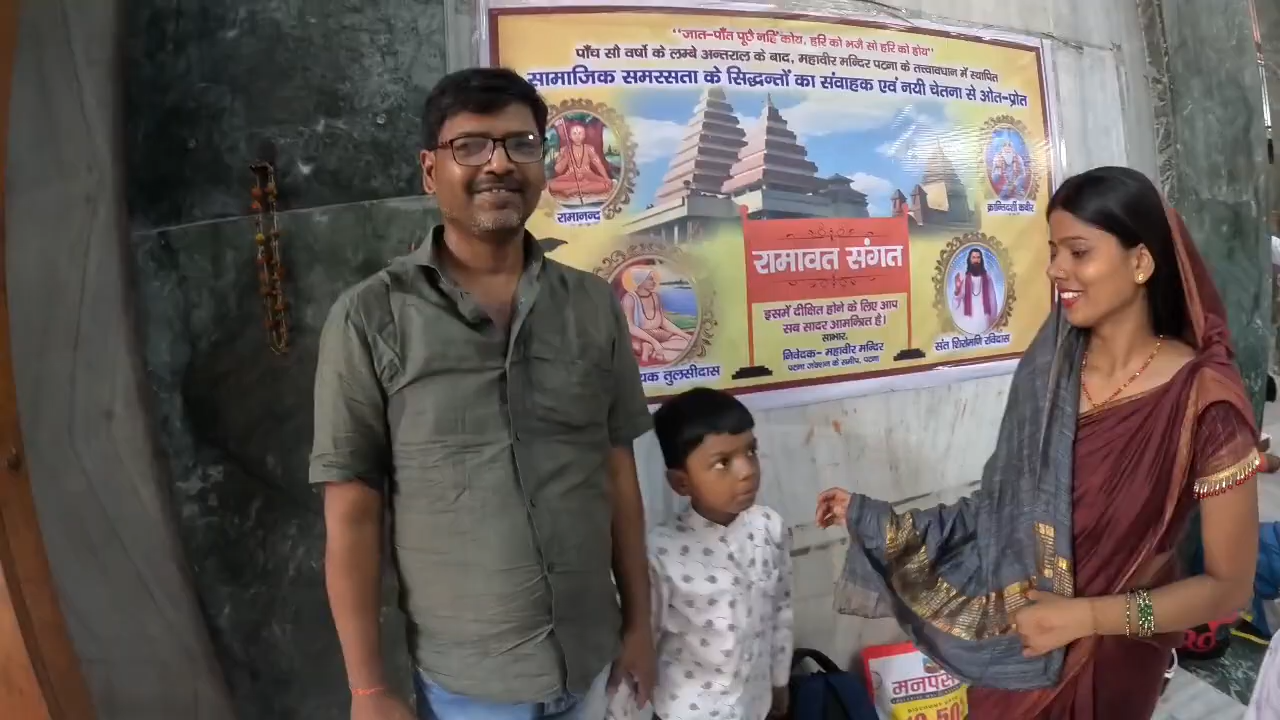 "जात-पाँत पूछै नहिं कोय, हरि को भजै सो हरि को होय"
पाँच सौ वर्षो के लम्बे अन्तराल के बाद, महावीर मन्दिर पटना के तत्त्वावधान में स्थापित
सामाजिक समरसता के सिद्धन्तों का संवाहक एवं नयी चेतना से ओत-प्रोत
रामानन्द
क्रान्तिदर्शी कबीर
रामावत संगत
इसमें दीक्षित होने के लिए आप
सब सादर आमन्त्रित है।
साभार,
निवेदक- महावीर मन्दिर
पटना जंक्शन के समीप, पटना
यक तुलसीदास
संत शिरोमणि रविदास
मनपस